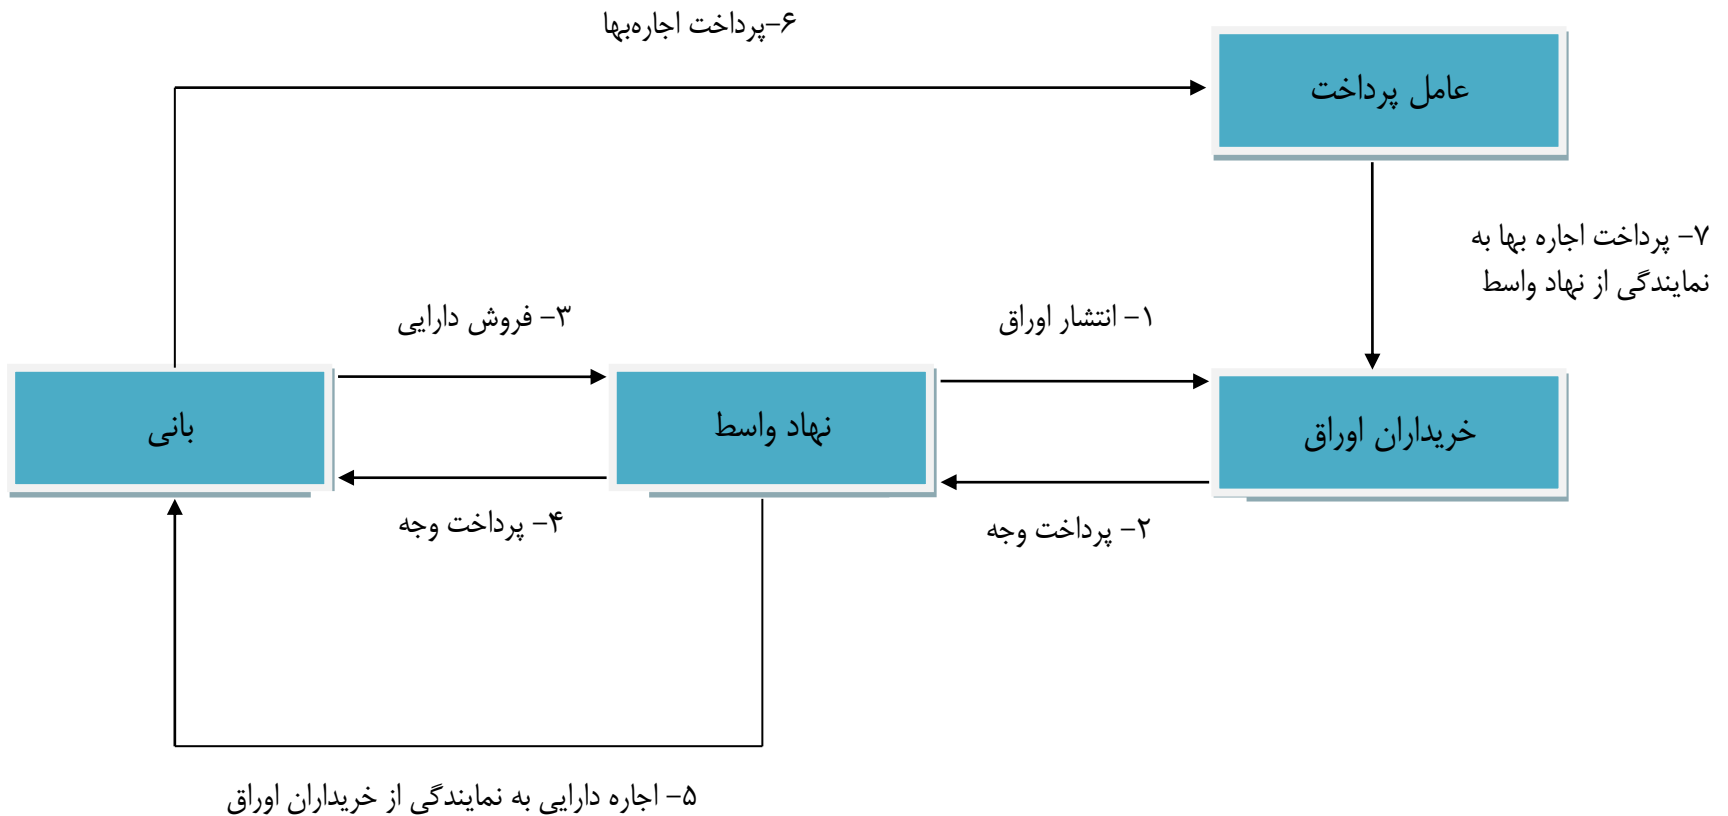 ۶-پرداخت اجاره‌بها
عامل پرداخت
۷- پرداخت اجاره بها به
نمایندگی از نهاد واسط
۳- فروش دارایی
۱- انتشار اوراق
بانی
نهاد واسط
خریداران اوراق
۴- پرداخت وجه
۲- پرداخت وجه
۵- اجاره دارایی به نمایندگی از خریداران اوراق